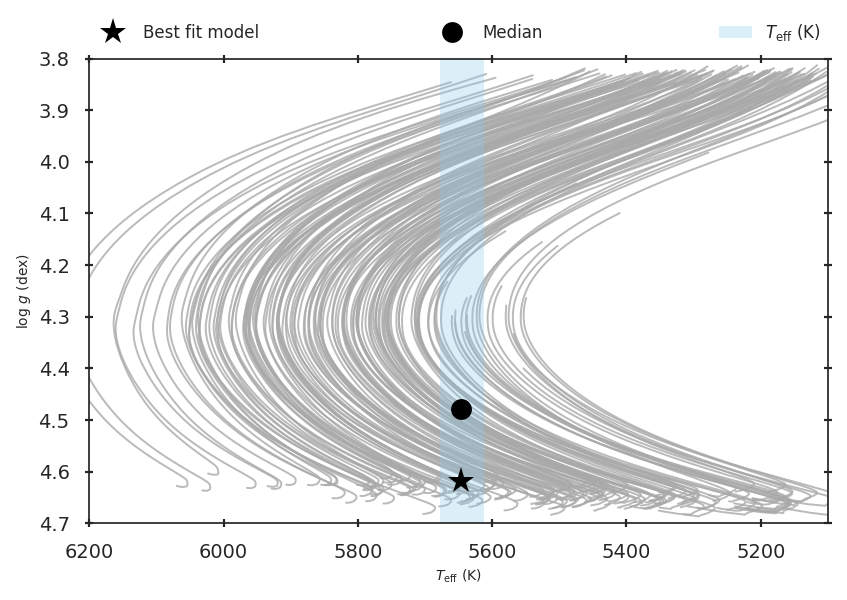 Best fit model Median T_eff (K)
3.8
3.9
4.0
4.1
4.2
4.3
4.4
4.5
4.6
4.7
log g (dex)
6200 6000 5800 5600 5400 5200
T_eff (K)